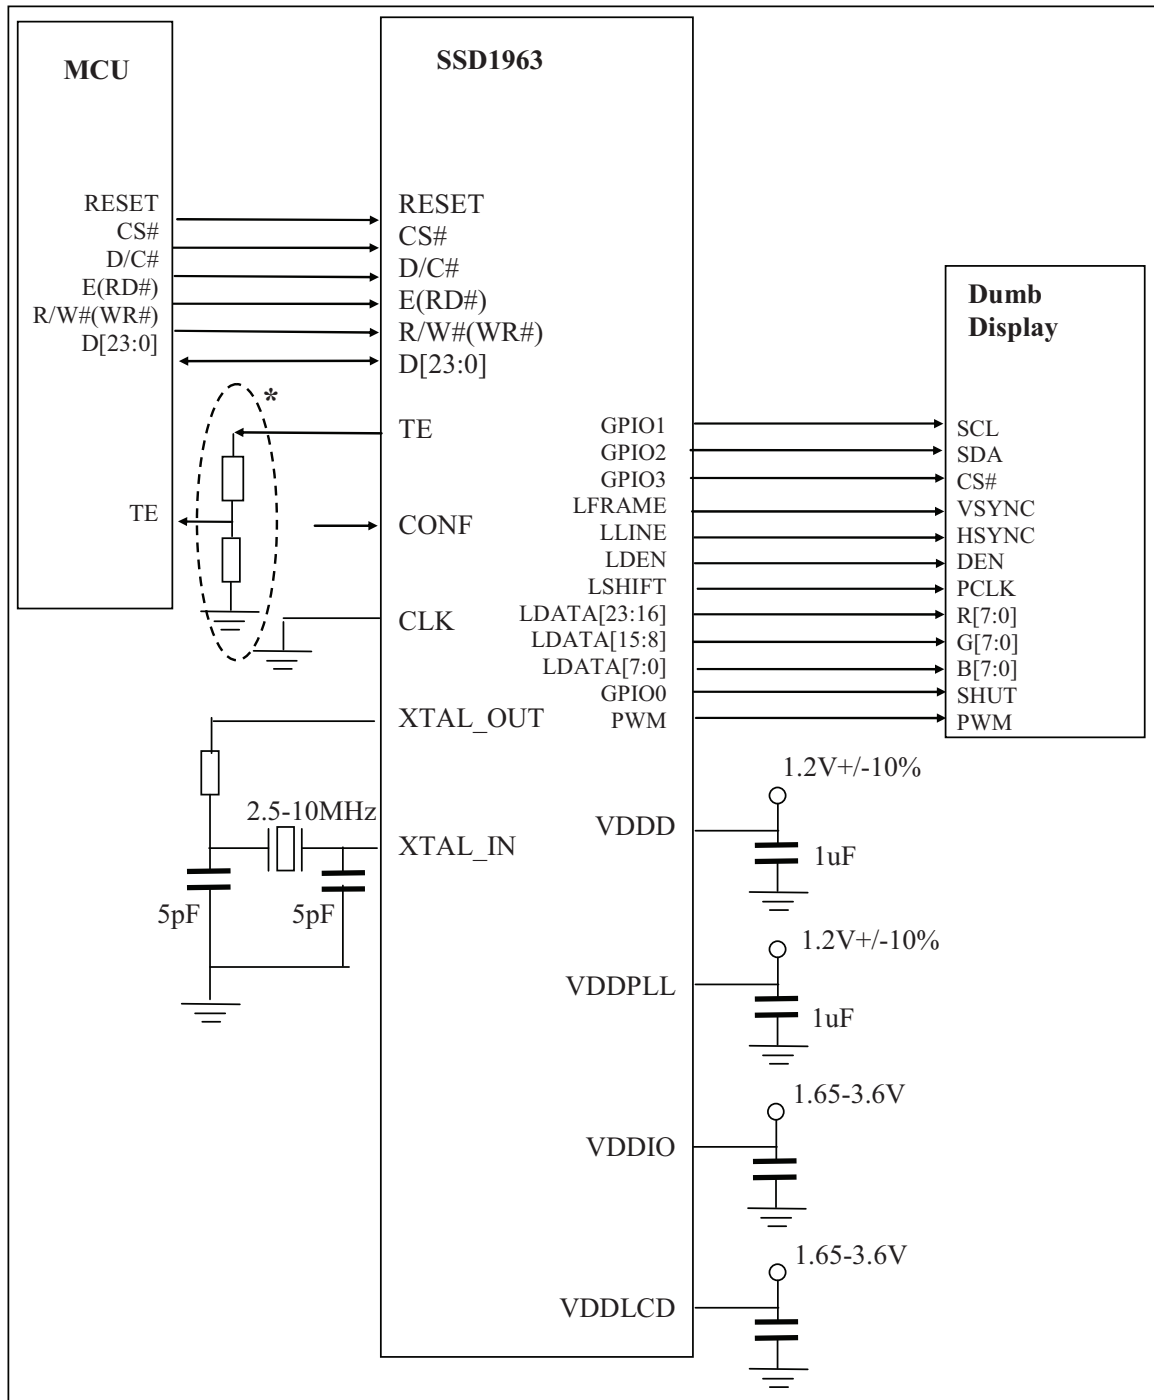 MCU
RESET
CS#
D/C#
E(RD#)
R/W#(WR#)
D[23:0]
TE
*
SSD1963
RESET
CS#
D/C#
E(RD#)
R/W#(WR#)
D[23:0]
TE
CONF
CLK
XTAL_OUT
XTAL_IN
2.5-10MHz
5pF
5pF
GPIO1
GPIO2
GPIO3
LFRAME
LLINE
LDEN
LSHIFT
LDATA[23:16]
LDATA[15:8]
LDATA[7:0]
GPIO0
PWM
Dumb
Display
SCL
SDA
CS#
VSYNC
HSYNC
DEN
PCLK
R[7:0]
G[7:0]
B[7:0]
SHUT
PWM
1.2V+/-10%
VDDD
1uF
1.2V+/-10%
VDDPLL
1uF
1.65-3.6V
VDDIO
1.65-3.6V
VDDLCD